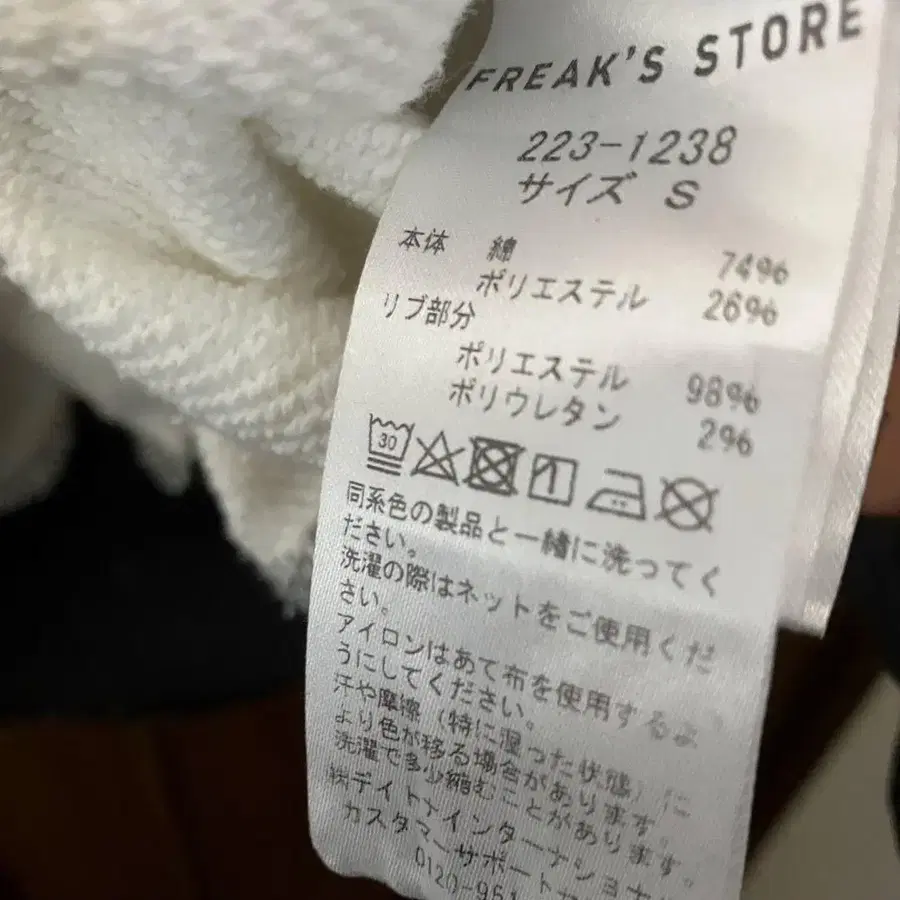 FREAK'S STORE
223-1238
サイズ S
本体 綿 74%
ポリエステル 26%
リブ部分
ポリエステル 98%
ポリウレタン 2%
30
同系色の製品と一緒に洗ってく
ださい。
洗濯の際はネットをご使用くだ
さい。
アイロンはあて布を使用するよ
うにしてください。
汗や摩擦(特に湿った状態)に
より色が移る場合があります。
洗濯で多少縮むことがあります。
㈱デイトナインターナショナ
カスタマーサポート
0120-951